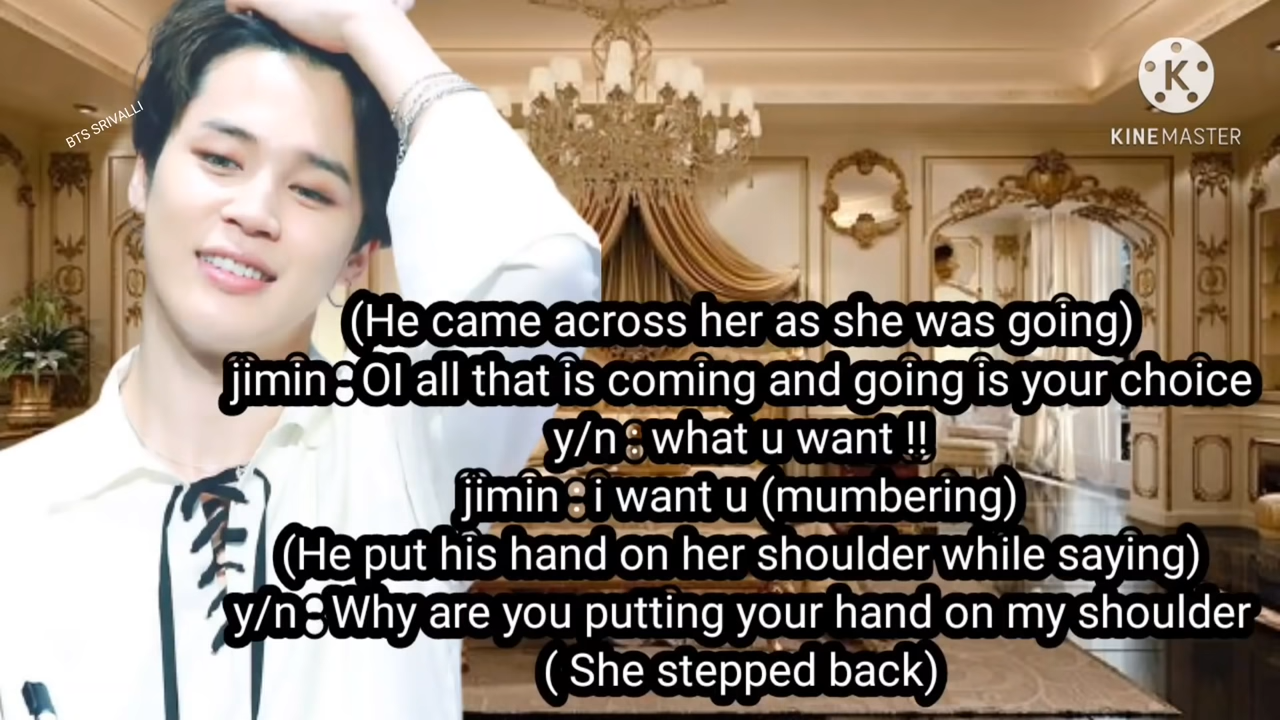 BTS SRIVALLI
K
KINEMASTER
(He came across her as she was going)
jimin : OI all that is coming and going is your choice
y/n : what u want !!
jimin : i want u (mumbering)
(He put his hand on her shoulder while saying)
y/n : Why are you putting your hand on my shoulder
( She stepped back)